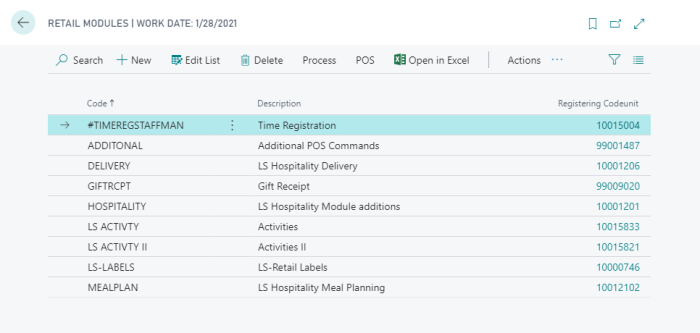 RETAIL MODULES | WORK DATE: 1/28/2021
Search New Edit List Delete Process POS Open in Excel Actions ...
Code ↑ Description Registering Codeunit
→ #TIMEREGSTAFFMAN Time Registration 10015004
ADDITONAL Additional POS Commands 99001487
DELIVERY LS Hospitality Delivery 10001206
GIFTRCPT Gift Receipt 99009020
HOSPITALITY LS Hospitality Module additions 10001201
LS ACTIVTY Activities 10015833
LS ACTIVTY II Activities II 10015821
LS-LABELS LS-Retail Labels 10000746
MEALPLAN LS Hospitality Meal Planning 10012102